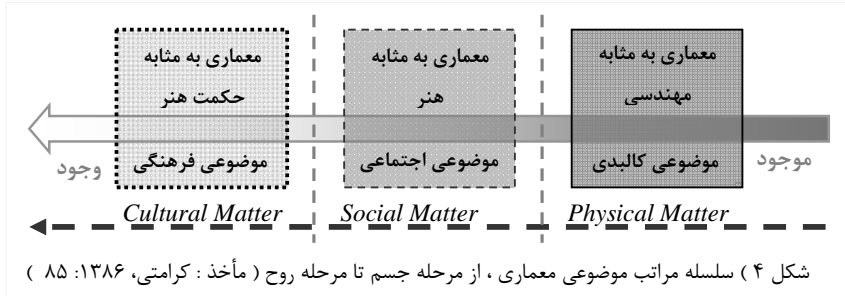 معماری به مثابه
مهندسی
موضوعی کالبدی
معماری به مثابه
هنر
موضوعی اجتماعی
معماری به مثابه
حکمت هنر
موضوعی فرهنگی
موجود
وجود
Physical Matter
Social Matter
Cultural Matter
شکل ۴ ) سلسله مراتب موضوعی معماری ، از مرحله جسم تا مرحله روح ( مأخذ : کرامتی، ۱۳۸۶: ۸۵ )